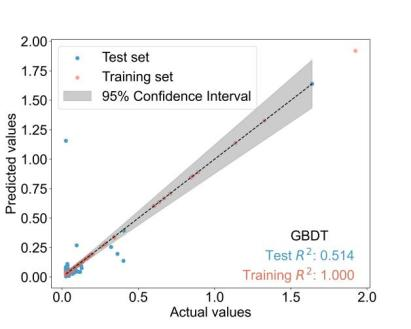 2.00
Test set
Training set
95% Confidence Interval
1.75
1.50
1.25
1.00
0.75
0.50
0.25
0.00
Predicted values
GBDT
Test R²: 0.514
Training R²: 1.000
0.0 0.5 1.0 1.5 2.0
Actual values